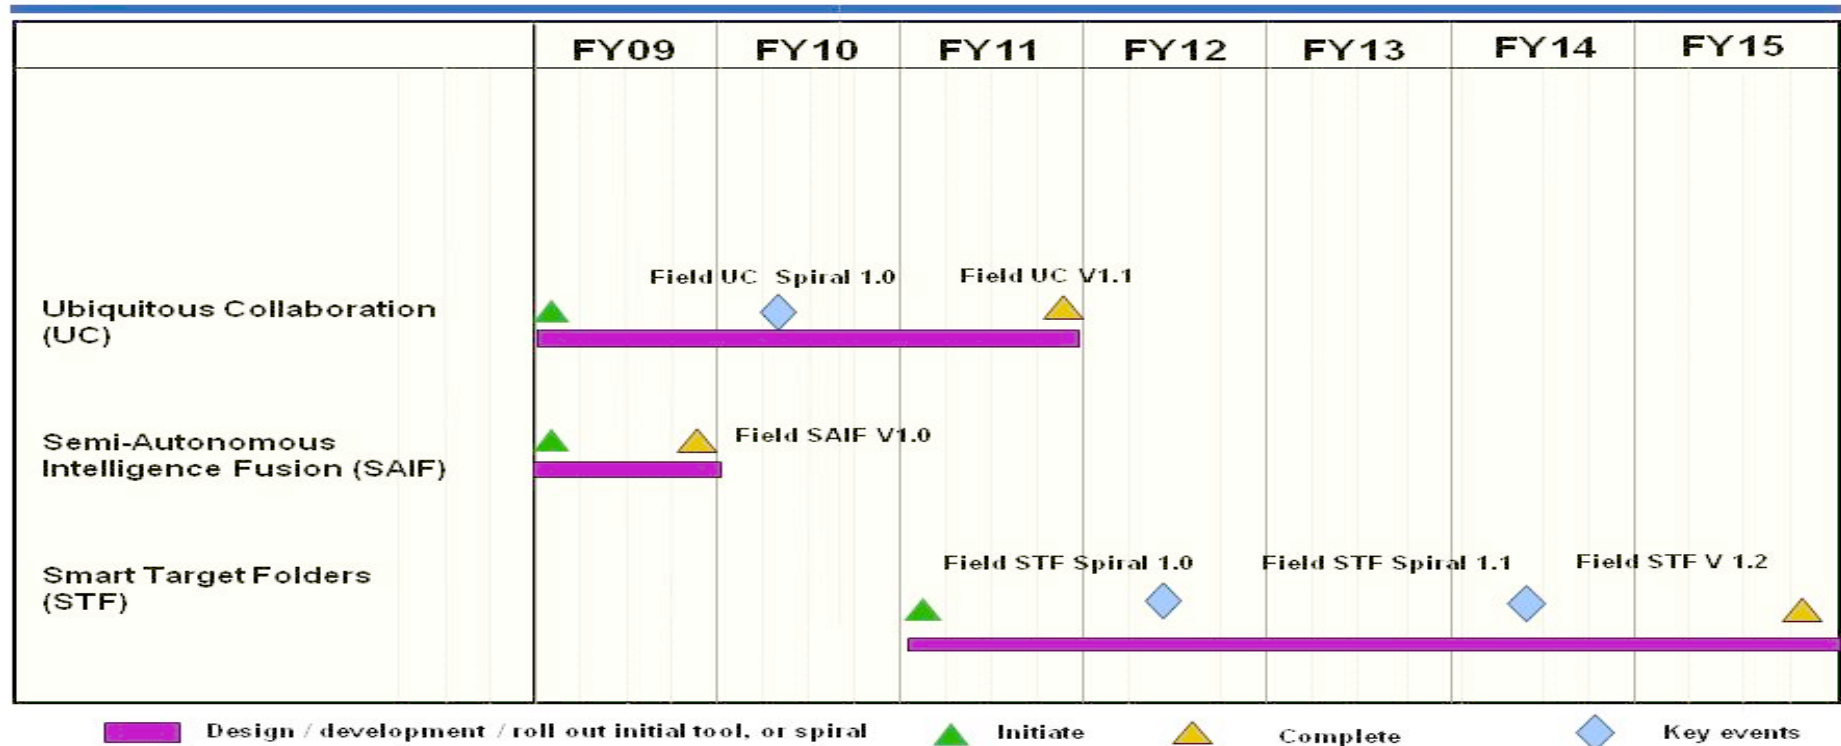 FY09 FY10 FY11 FY12 FY13 FY14 FY15
Field UC Spiral 1.0 Field UC V1.1
Ubiquitous Collaboration
(UC)
Semi-Autonomous
Intelligence Fusion (SAIF)
Field SAIF V1.0
Field STF Spiral 1.0 Field STF Spiral 1.1 Field STF V 1.2
Smart Target Folders
(STF)
Design / development / roll out initial tool, or spiral Initiate Complete Key events